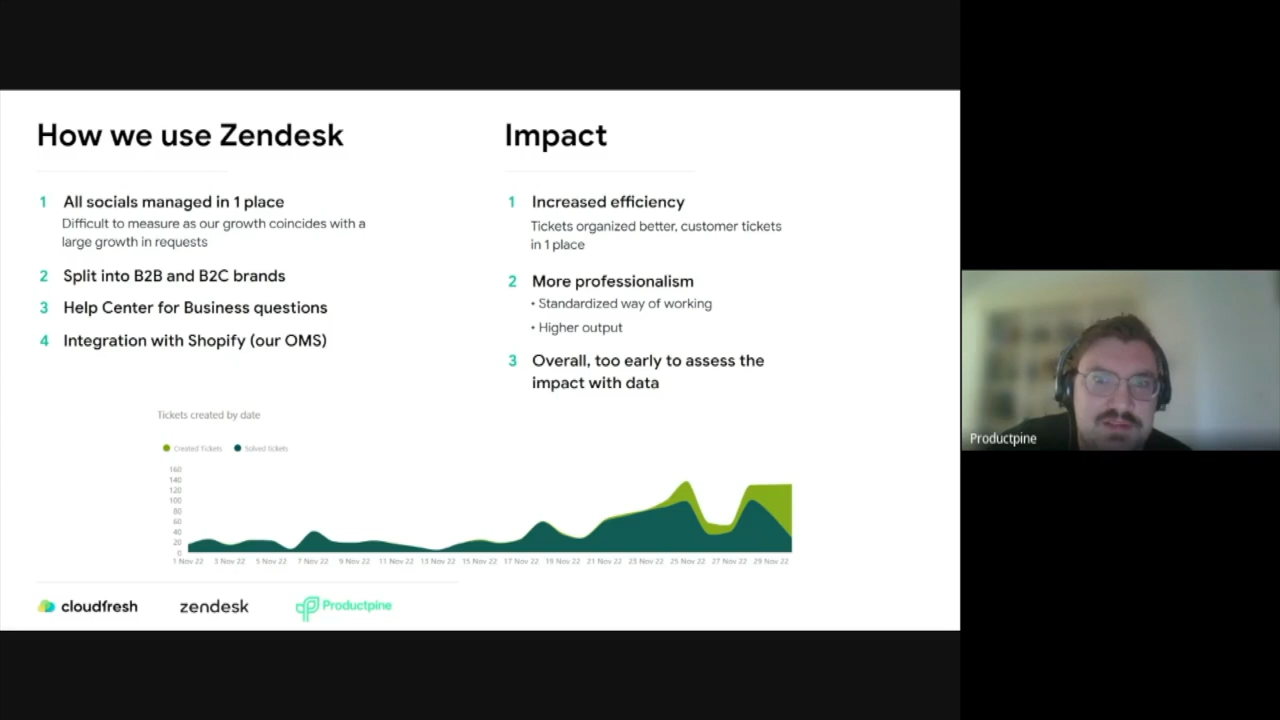 How we use Zendesk
1 All socials managed in 1 place
Difficult to measure as our growth coincides with a
large growth in requests
2 Split into B2B and B2C brands
3 Help Center for Business questions
4 Integration with Shopify (our OMS)
Impact
1 Increased efficiency
Tickets organized better, customer tickets
in 1 place
2 More professionalism
• Standardized way of working
• Higher output
3 Overall, too early to assess the
impact with data
Tickets created by date
Created Tickets Solved tickets
160
140
120
100
80
60
40
20
0
1 Nov 22 3 Nov 22 5 Nov 22 7 Nov 22 9 Nov 22 11 Nov 22 13 Nov 22 15 Nov 22 17 Nov 22 19 Nov 22 21 Nov 22 23 Nov 22 25 Nov 22 27 Nov 22 29 Nov 22
cloudfresh zendesk Productpine
Productpine